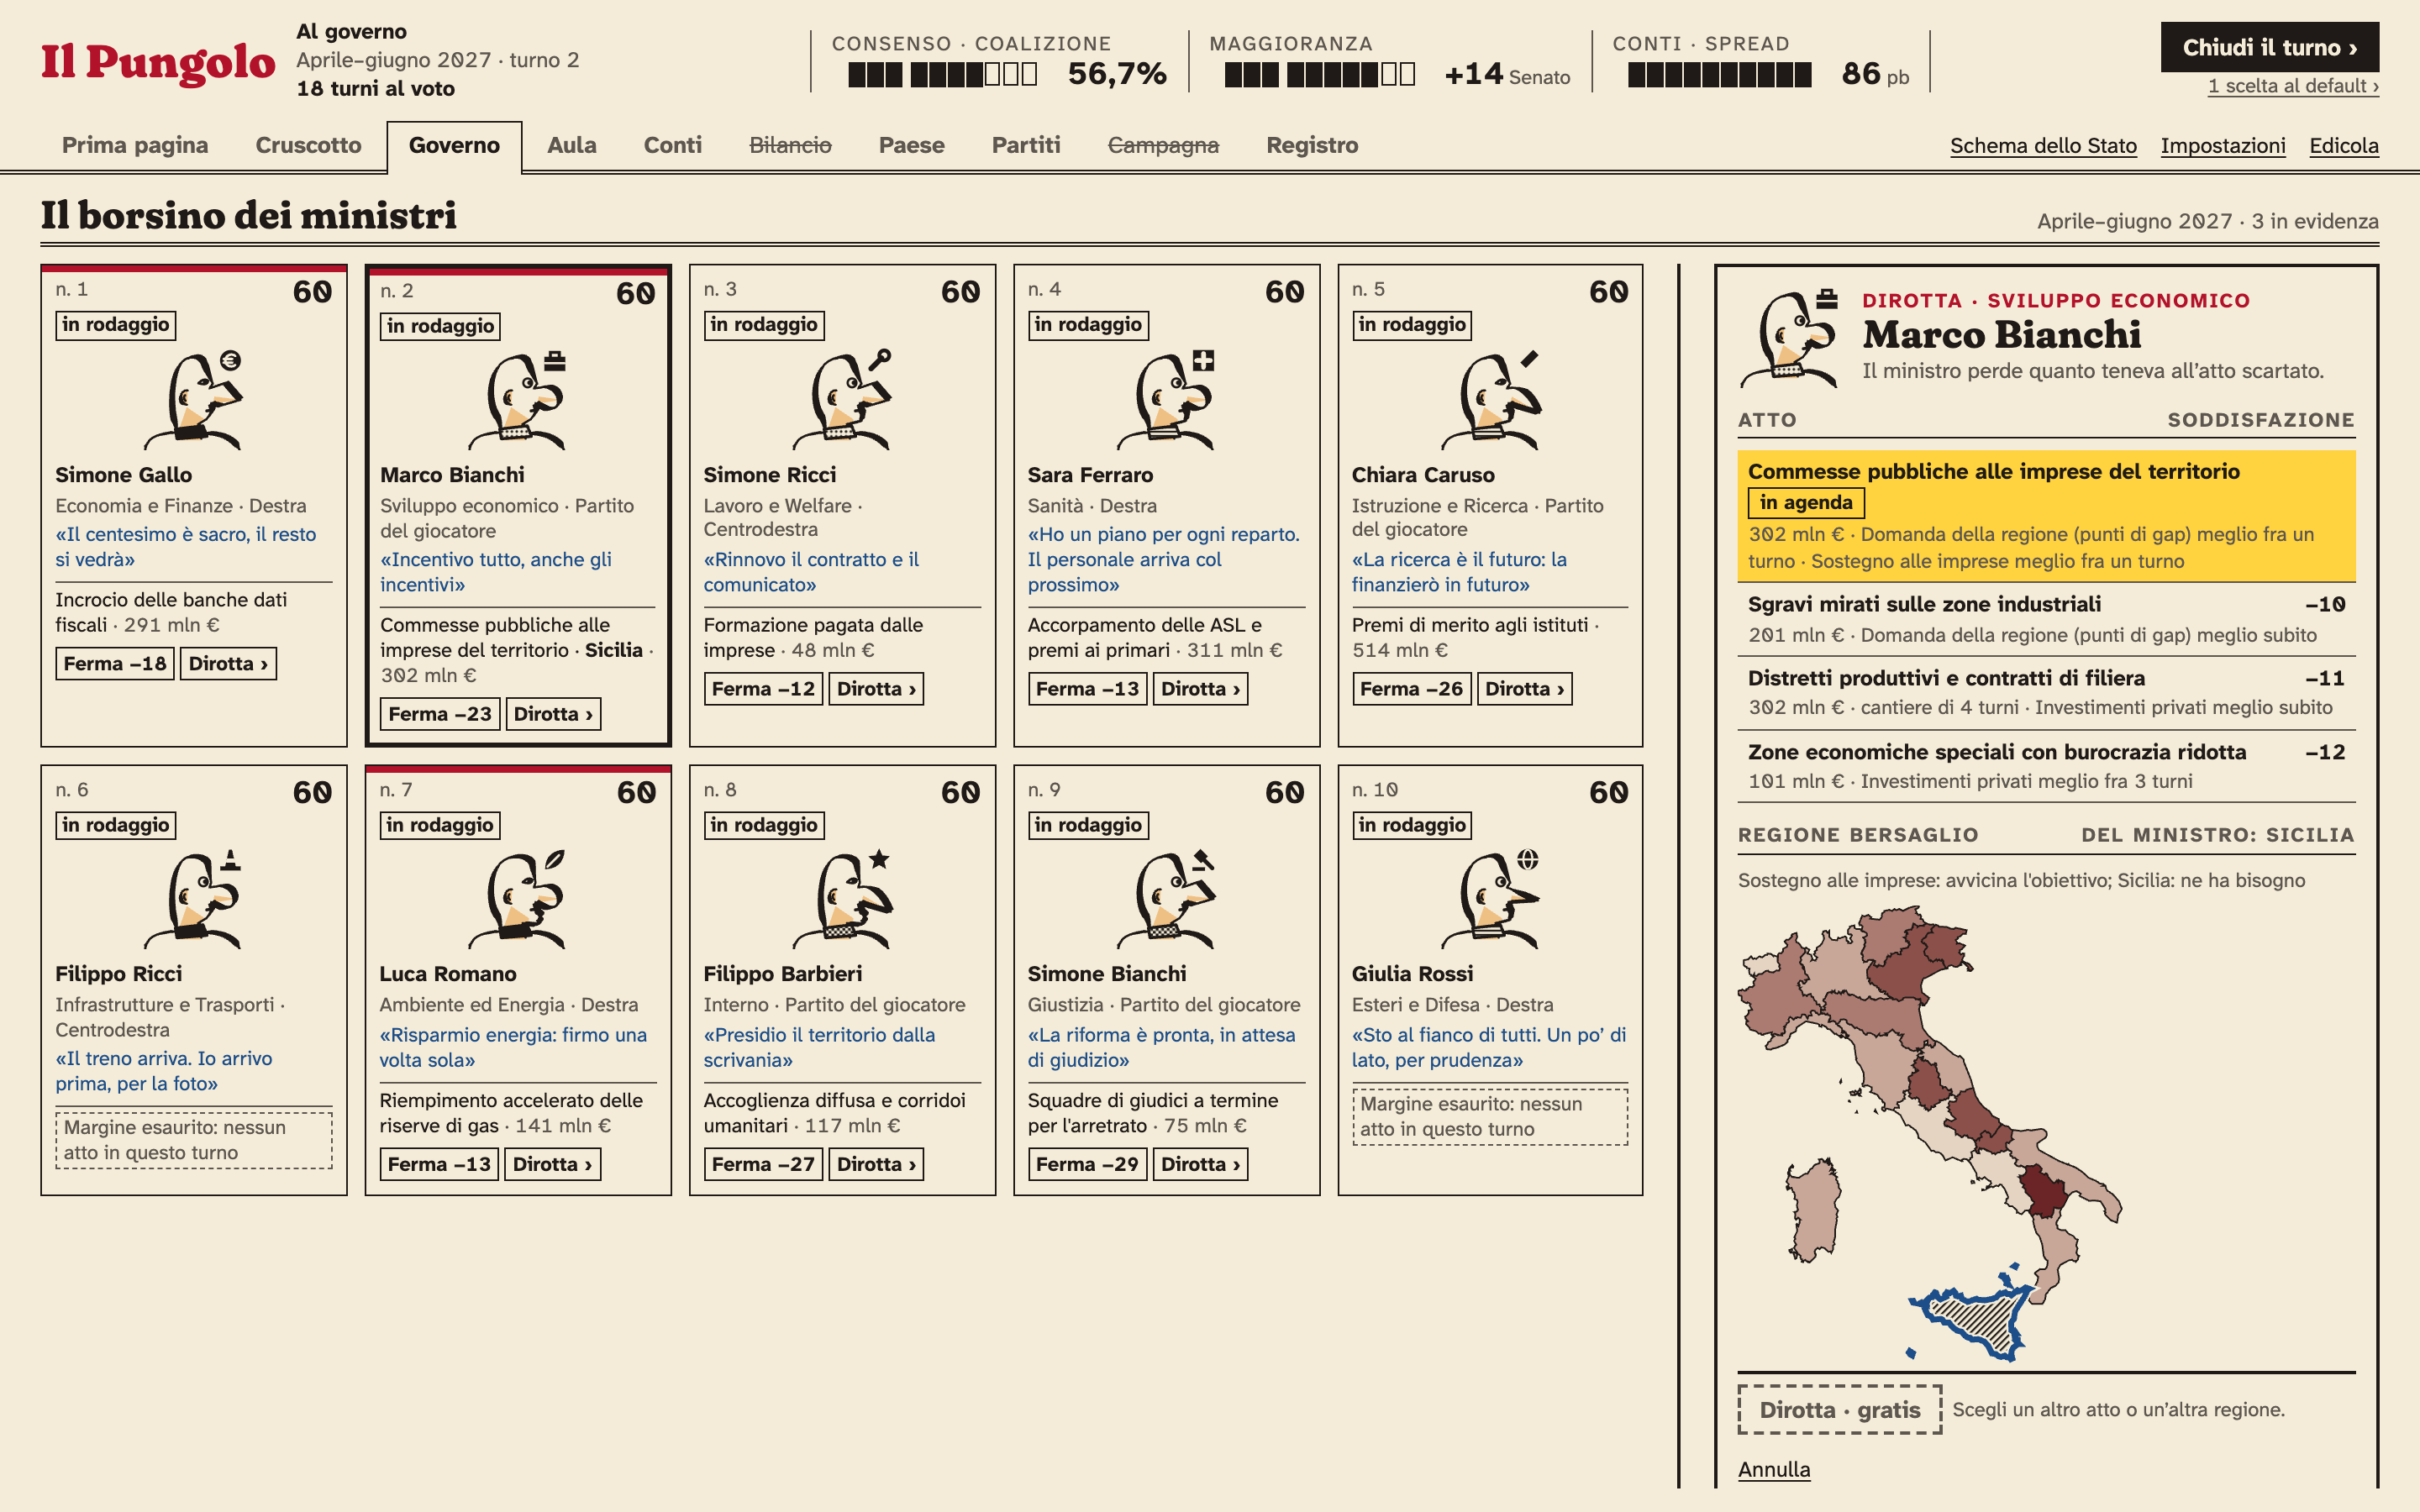 Il Pungolo
Al governo
Aprile–giugno 2027 · turno 2
18 turni al voto
CONSENSO · COALIZIONE
56,7%
MAGGIORANZA
+14 Senato
CONTI · SPREAD
86 pb
Chiudi il turno ›
1 scelta al default ›
Prima pagina
Cruscotto
Governo
Aula
Conti
Bilancio
Paese
Partiti
Campagna
Registro
Schema dello Stato
Impostazioni
Edicola
Il borsino dei ministri
Aprile–giugno 2027 · 3 in evidenza
n. 1
60
in rodaggio
Simone Gallo
Economia e Finanze · Destra
«Il centesimo è sacro, il resto
si vedrà»
Incrocio delle banche dati
fiscali · 291 mln €
Ferma –18
Dirotta ›
n. 2
60
in rodaggio
Marco Bianchi
Sviluppo economico · Partito
del giocatore
«Incentivo tutto, anche gli
incentivi»
Commesse pubbliche alle
imprese del territorio · Sicilia ·
302 mln €
Ferma –23
Dirotta ›
n. 3
60
in rodaggio
Simone Ricci
Lavoro e Welfare ·
Centrodestra
«Rinnovo il contratto e il
comunicato»
Formazione pagata dalle
imprese · 48 mln €
Ferma –12
Dirotta ›
n. 4
60
in rodaggio
Sara Ferraro
Sanità · Destra
«Ho un piano per ogni reparto.
Il personale arriva col
prossimo»
Accorpamento delle ASL e
premi ai primari · 311 mln €
Ferma –13
Dirotta ›
n. 5
60
in rodaggio
Chiara Caruso
Istruzione e Ricerca · Partito
del giocatore
«La ricerca è il futuro: la
finanzierò in futuro»
Premi di merito agli istituti ·
514 mln €
Ferma –26
Dirotta ›
n. 6
60
in rodaggio
Filippo Ricci
Infrastrutture e Trasporti ·
Centrodestra
«Il treno arriva. Io arrivo
prima, per la foto»
Margine esaurito: nessun
atto in questo turno
n. 7
60
in rodaggio
Luca Romano
Ambiente ed Energia · Destra
«Risparmio energia: firmo una
volta sola»
Riempimento accelerato delle
riserve di gas · 141 mln €
Ferma –13
Dirotta ›
n. 8
60
in rodaggio
Filippo Barbieri
Interno · Partito del giocatore
«Presidio il territorio dalla
scrivania»
Accoglienza diffusa e corridoi
umanitari · 117 mln €
Ferma –27
Dirotta ›
n. 9
60
in rodaggio
Simone Bianchi
Giustizia · Partito del giocatore
«La riforma è pronta, in attesa
di giudizio»
Squadre di giudici a termine
per l'arretrato · 75 mln €
Ferma –29
Dirotta ›
n. 10
60
in rodaggio
Giulia Rossi
Esteri e Difesa · Destra
«Sto al fianco di tutti. Un po’ di
lato, per prudenza»
Margine esaurito: nessun
atto in questo turno
DIROTTA · SVILUPPO ECONOMICO
Marco Bianchi
Il ministro perde quanto teneva all’atto scartato.
ATTO
SODDISFAZIONE
Commesse pubbliche alle imprese del territorio
in agenda
302 mln € · Domanda della regione (punti di gap) meglio fra un
turno · Sostegno alle imprese meglio fra un turno
Sgravi mirati sulle zone industriali
–10
201 mln € · Domanda della regione (punti di gap) meglio subito
Distretti produttivi e contratti di filiera
–11
302 mln € · cantiere di 4 turni · Investimenti privati meglio subito
Zone economiche speciali con burocrazia ridotta
–12
101 mln € · Investimenti privati meglio fra 3 turni
REGIONE BERSAGLIO
DEL MINISTRO: SICILIA
Sostegno alle imprese: avvicina l'obiettivo; Sicilia: ne ha bisogno
Dirotta · gratis
Scegli un altro atto o un’altra regione.
Annulla